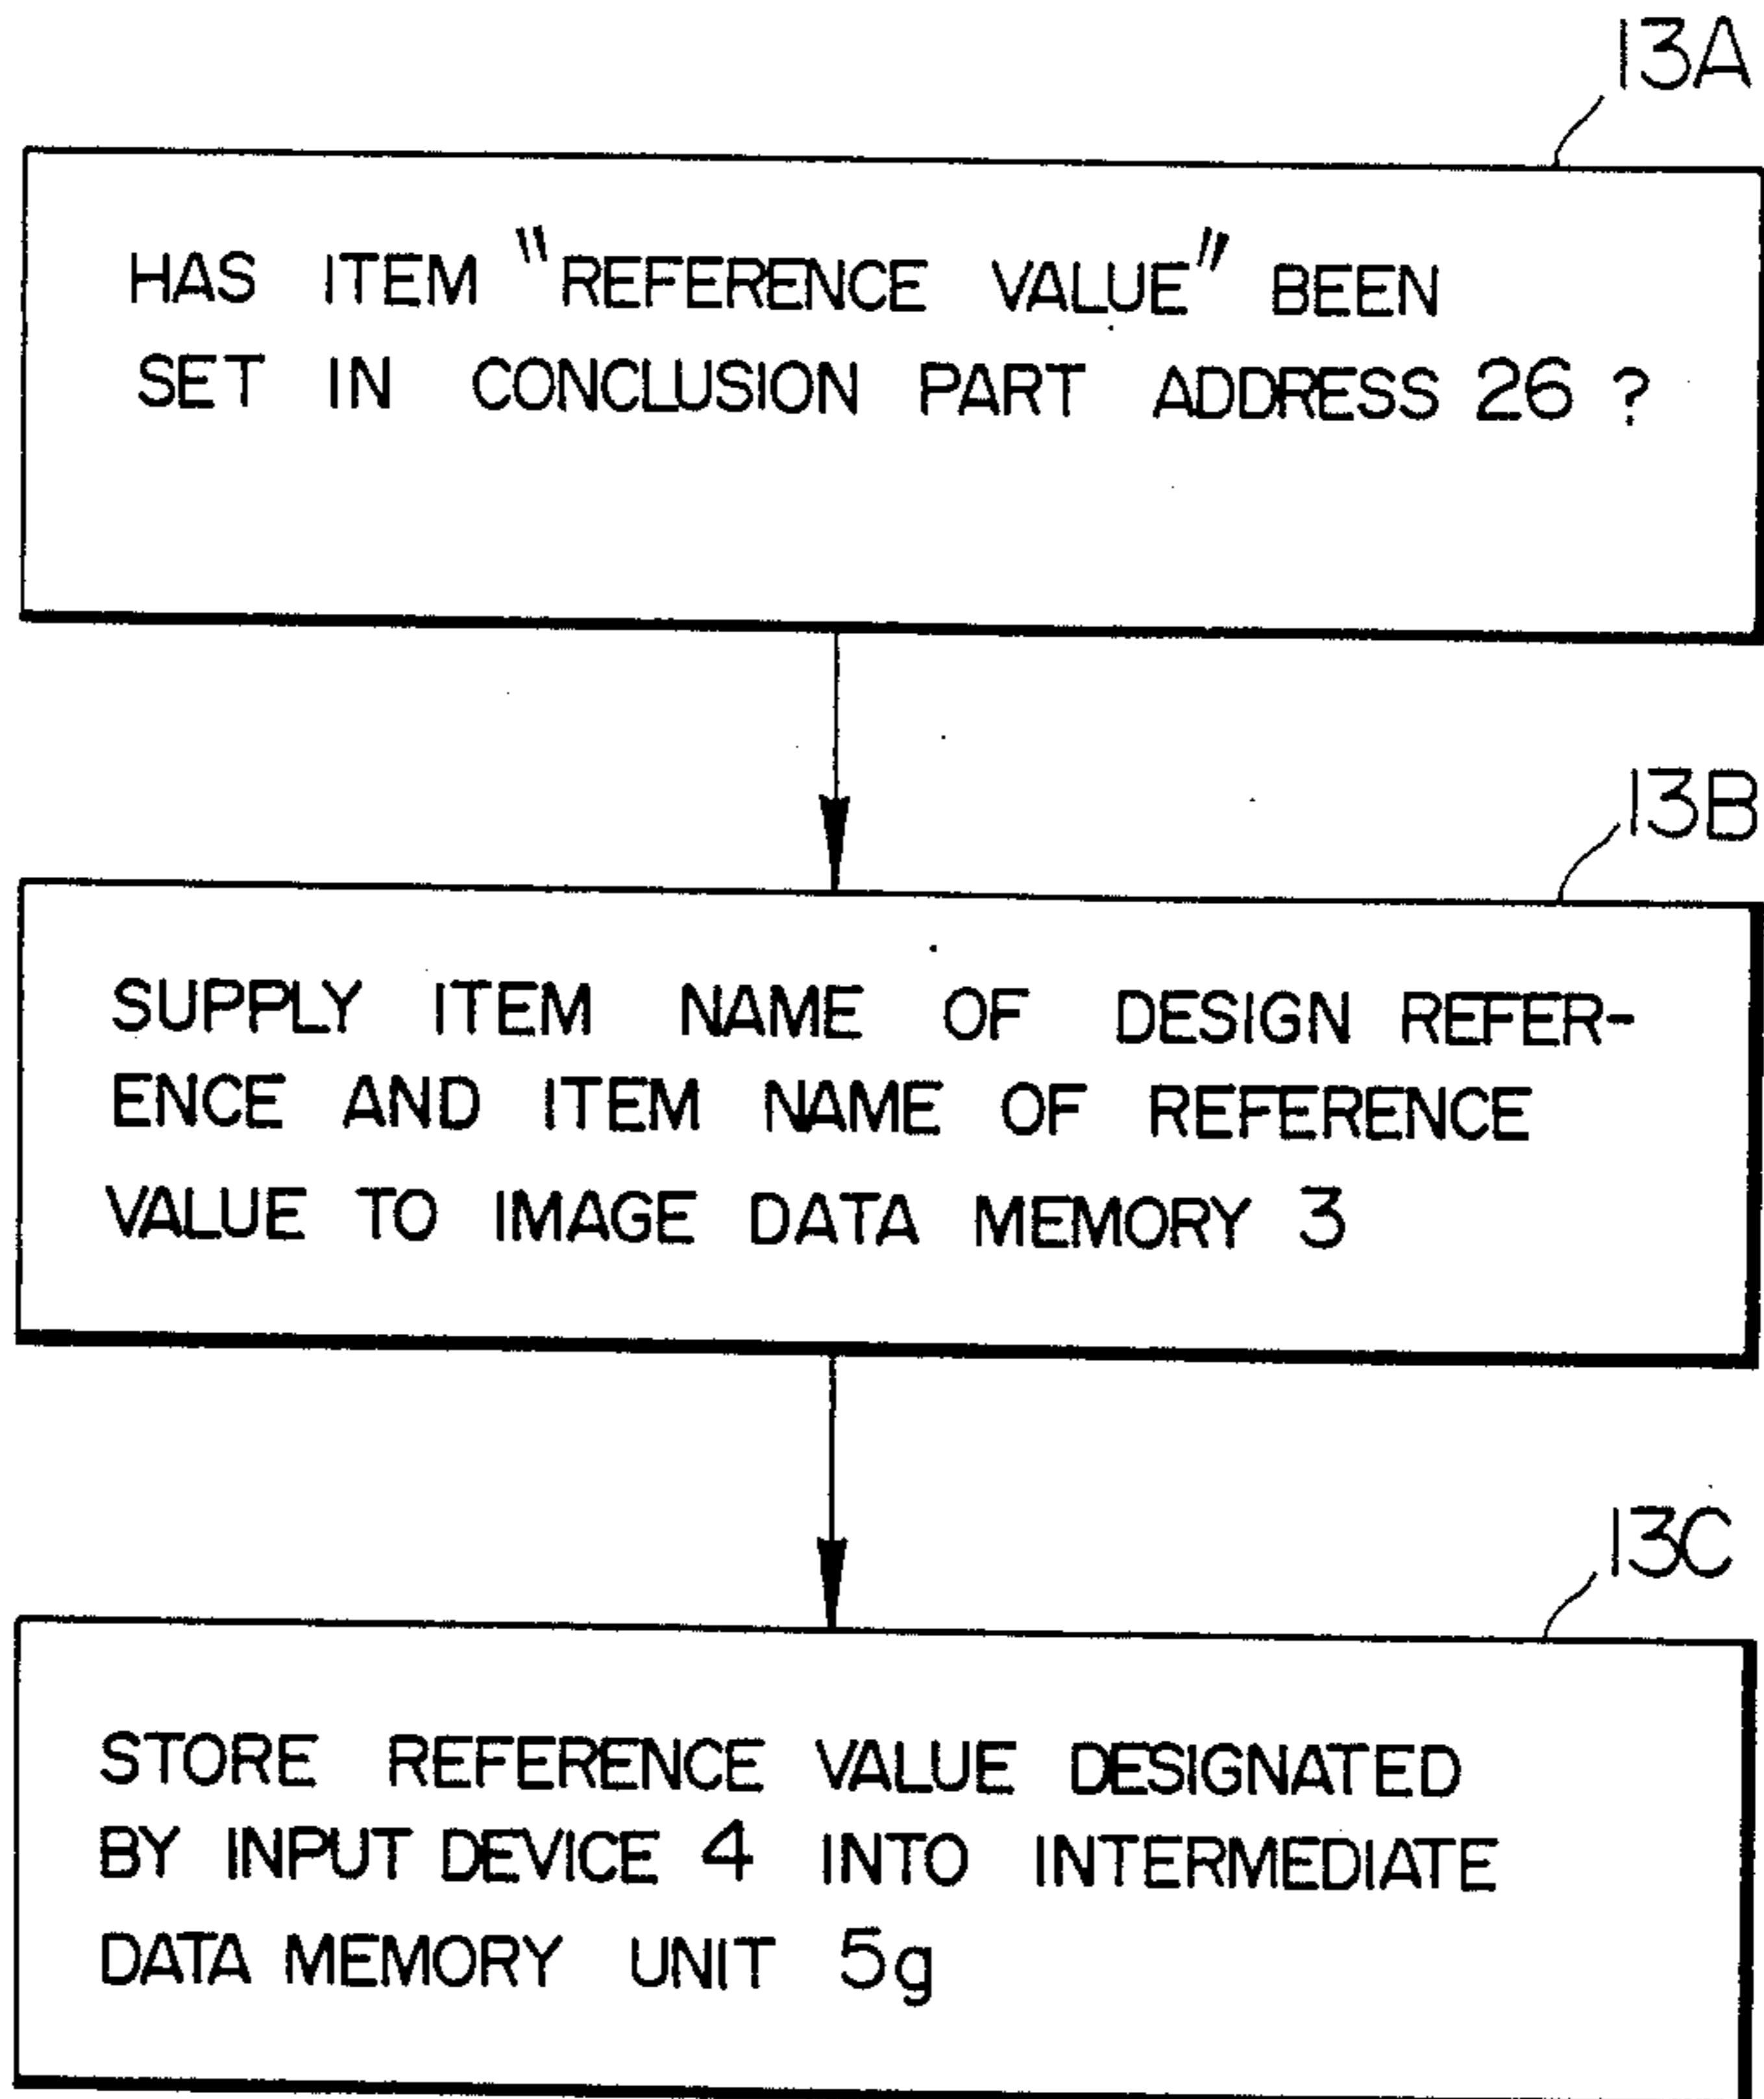 13A
HAS ITEM "REFERENCE VALUE" BEEN
SET IN CONCLUSION PART ADDRESS 26 ?
13B
SUPPLY ITEM NAME OF DESIGN REFER-
ENCE AND ITEM NAME OF REFERENCE
VALUE TO IMAGE DATA MEMORY 3
13C
STORE REFERENCE VALUE DESIGNATED
BY INPUT DEVICE 4 INTO INTERMEDIATE
DATA MEMORY UNIT 5g